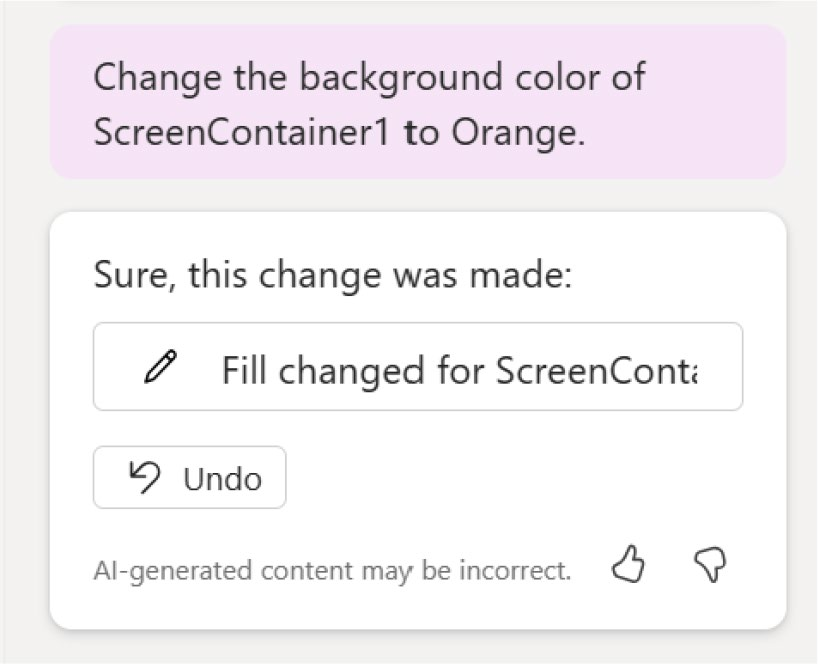 Change the background color of
ScreenContainer1 to Orange.
Sure, this change was made:
Fill changed for ScreenConta
Undo
AI-generated content may be incorrect.